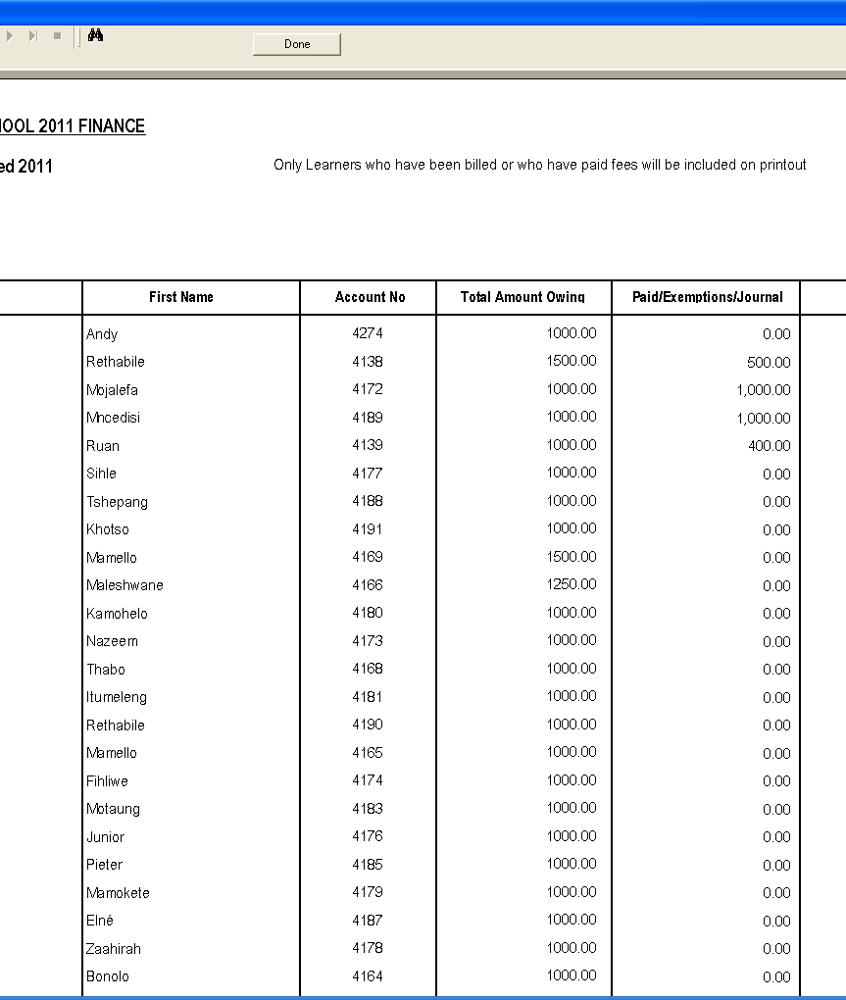 Done
HOOL 2011 FINANCE
ed 2011 Only Learners who have been billed or who have paid fees will be included on printout
First Name Account No Total Amount Owing Paid/Exemptions/Journal
Andy 4274 1000.00 0.00
Rethabile 4138 1500.00 500.00
Mojalefa 4172 1000.00 1,000.00
Mncedisi 4189 1000.00 1,000.00
Ruan 4139 1000.00 400.00
Sihle 4177 1000.00 0.00
Tshepang 4188 1000.00 0.00
Khotso 4191 1000.00 0.00
Mamello 4169 1500.00 0.00
Maleshwane 4166 1250.00 0.00
Kamohelo 4180 1000.00 0.00
Nazeem 4173 1000.00 0.00
Thabo 4168 1000.00 0.00
Itumeleng 4181 1000.00 0.00
Rethabile 4190 1000.00 0.00
Mamello 4165 1000.00 0.00
Fihliwe 4174 1000.00 0.00
Motaung 4183 1000.00 0.00
Junior 4176 1000.00 0.00
Pieter 4185 1000.00 0.00
Mamokete 4179 1000.00 0.00
Elné 4187 1000.00 0.00
Zaahirah 4178 1000.00 0.00
Bonolo 4164 1000.00 0.00